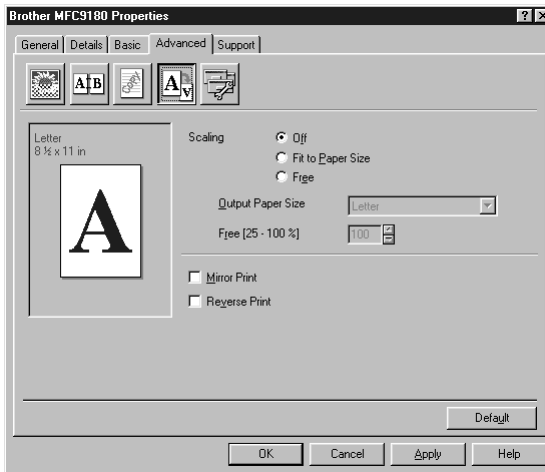 Brother MFC9180 Properties
General Details Basic Advanced Support
A B
A
A v
Letter
8 ½ x 11 in
A
Scaling
Off
Fit to Paper Size
Free
Output Paper Size Letter
Free [25 - 100 %] 100
Mirror Print
Reverse Print
Default
OK Cancel Apply Help